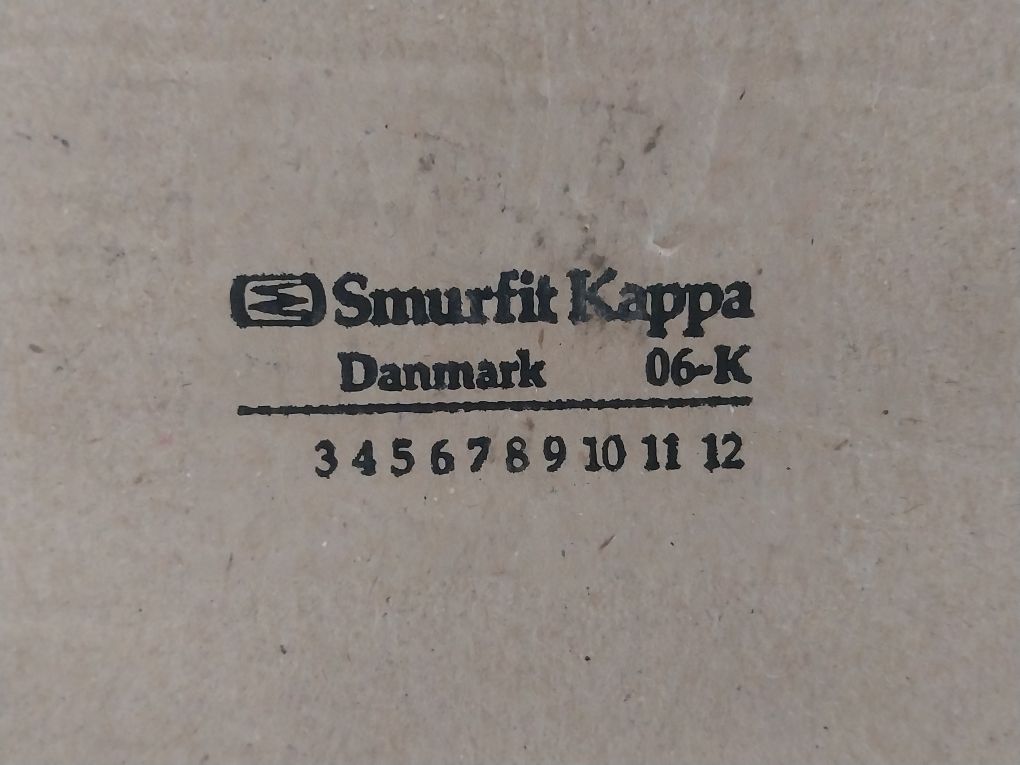 Smurfit Kappa
Danmark 06-K
3 4 5 6 7 8 9 10 11 12